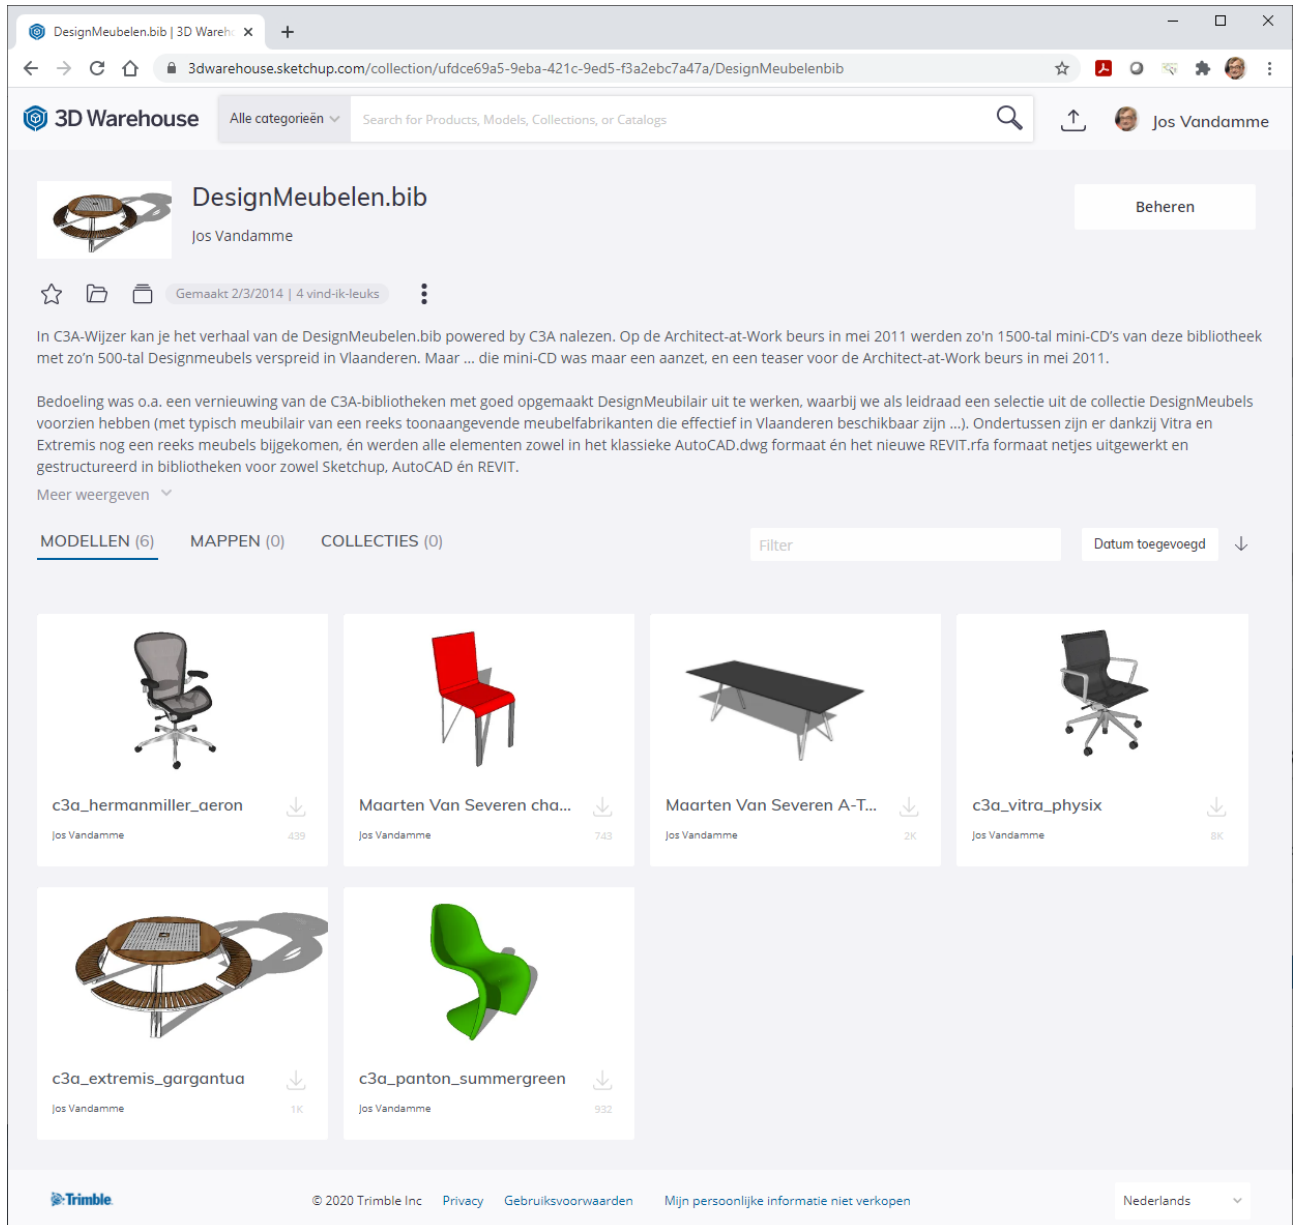 DesignMeubelen.bib | 3D Wareh
3dwarehouse.sketchup.com/collection/ufdce69a5-9eba-421c-9ed5-f3a2ebc7a47a/DesignMeubelenbib
3D Warehouse
Alle categorieën
Search for Products, Models, Collections, or Catalogs
Jos Vandamme
DesignMeubelen.bib
Jos Vandamme
Beheren
Gemaakt 2/3/2014 | 4 vind-ik-leuks
In C3A-Wijzer kan je het verhaal van de DesignMeubelen.bib powered by C3A nalezen. Op de Architect-at-Work beurs in mei 2011 werden zo'n 1500-tal mini-CD's van deze bibliotheek
met zo'n 500-tal Designmeubels verspreid in Vlaanderen. Maar ... die mini-CD was maar een aanzet, en een teaser voor de Architect-at-Work beurs in mei 2011.
Bedoeling was o.a. een vernieuwing van de C3A-bibliotheken met goed opgemaakt DesignMeubilair uit te werken, waarbij we als leidraad een selectie uit de collectie DesignMeubels
voorzien hebben (met typisch meubilair van een reeks toonaangevende meubelfabrikanten die effectief in Vlaanderen beschikbaar zijn ...). Ondertussen zijn er dankzij Vitra en
Extremis nog een reeks meubels bijgekomen, én werden alle elementen zowel in het klassieke AutoCAD.dwg formaat én het nieuwe REVIT.rfa formaat netjes uitgewerkt en
gestructureerd in bibliotheken voor zowel Sketchup, AutoCAD én REVIT.
Meer weergeven
MODELLEN (6) MAPPEN (0) COLLECTIES (0)
Filter
Datum toegevoegd
c3a_hermanmiller_aeron
Jos Vandamme
439
Maarten Van Severen cha...
Jos Vandamme
743
Maarten Van Severen A-T...
Jos Vandamme
2K
c3a_vitra_physix
Jos Vandamme
8K
c3a_extremis_gargantua
Jos Vandamme
1K
c3a_panton_summergreen
Jos Vandamme
932
Trimble.
© 2020 Trimble Inc Privacy Gebruiksvoorwaarden Mijn persoonlijke informatie niet verkopen
Nederlands